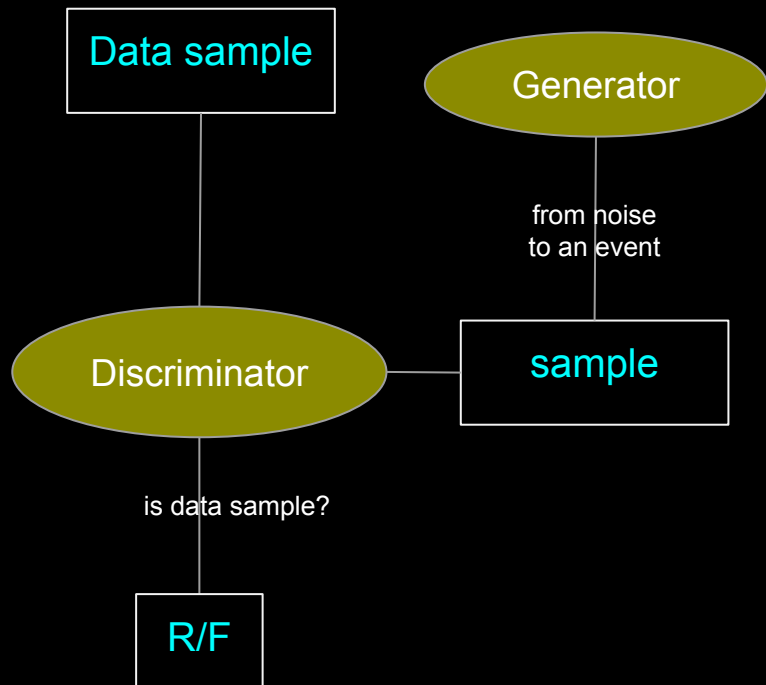 Data sample
Generator
from noise
to an event
Discriminator
sample
is data sample?
R/F